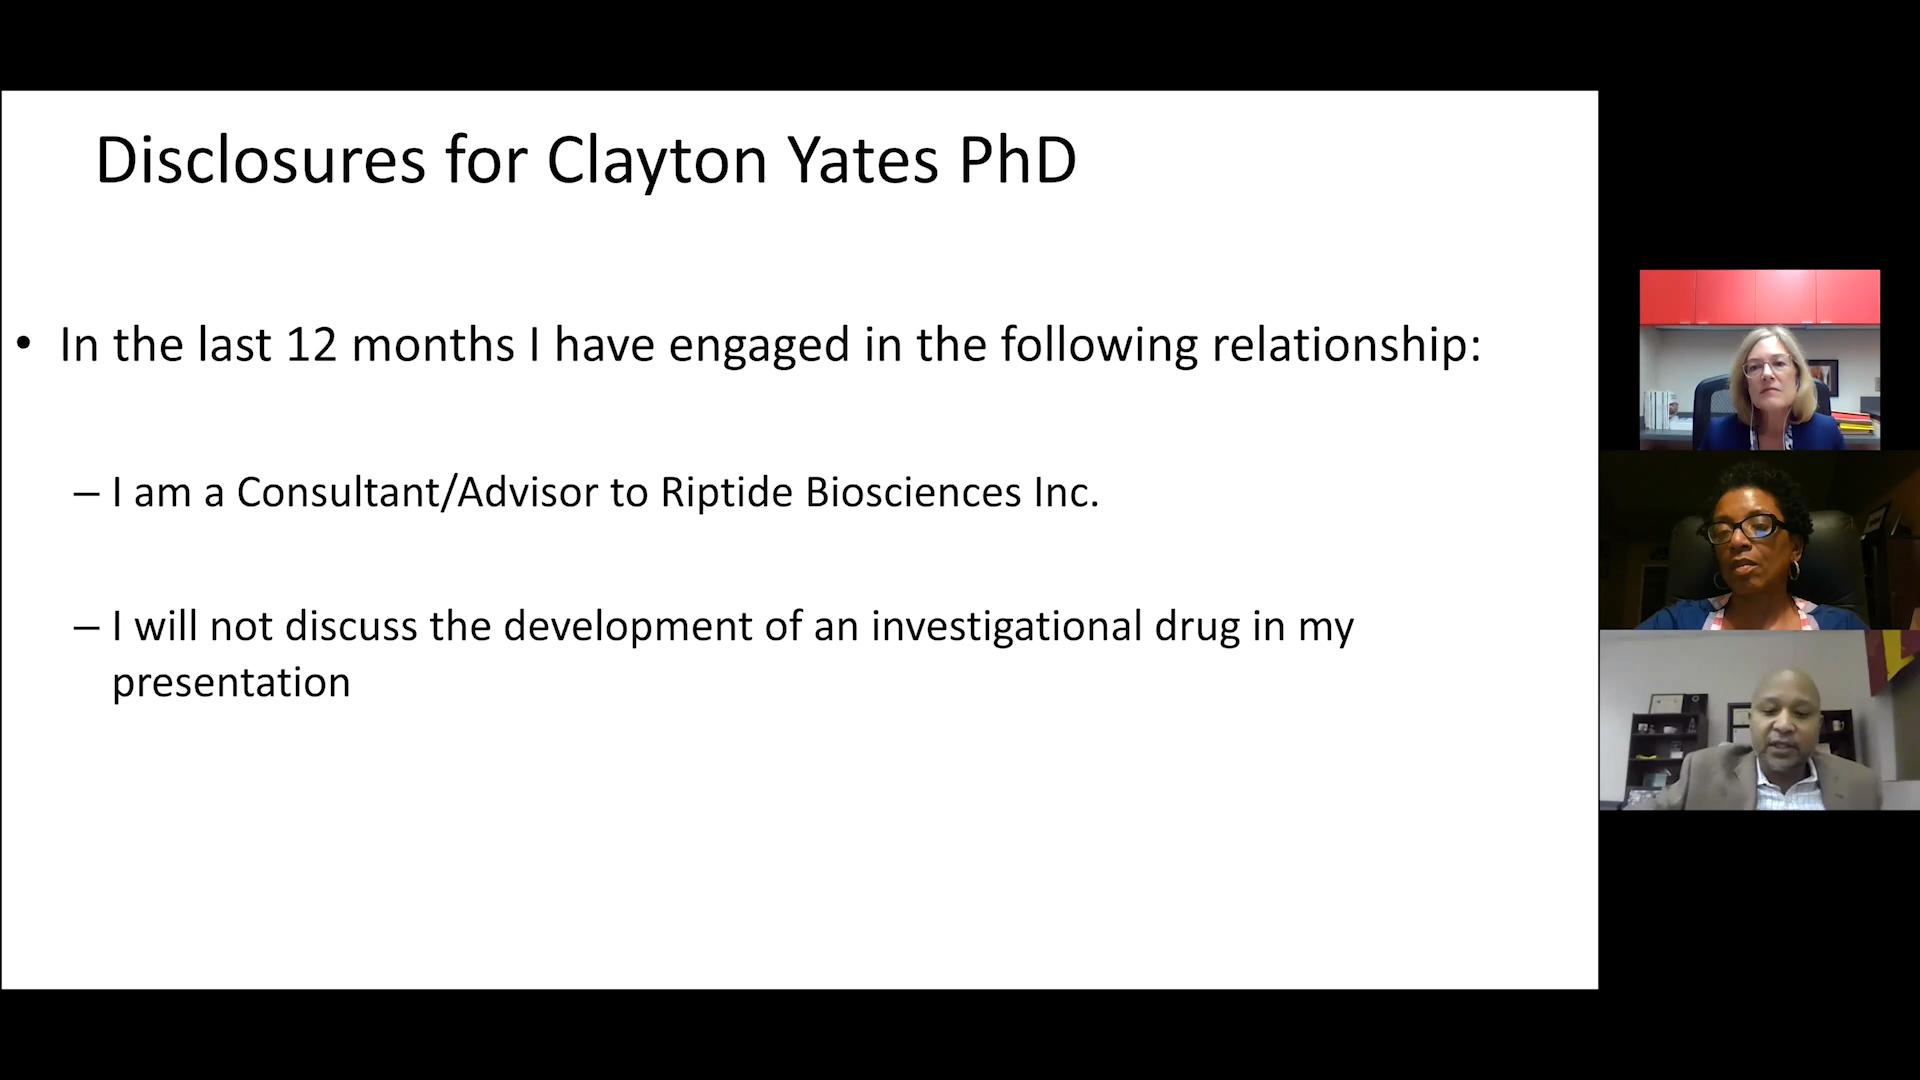 Disclosures for Clayton Yates PhD
• In the last 12 months I have engaged in the following relationship:
– I am a Consultant/Advisor to Riptide Biosciences Inc.
– I will not discuss the development of an investigational drug in my
presentation